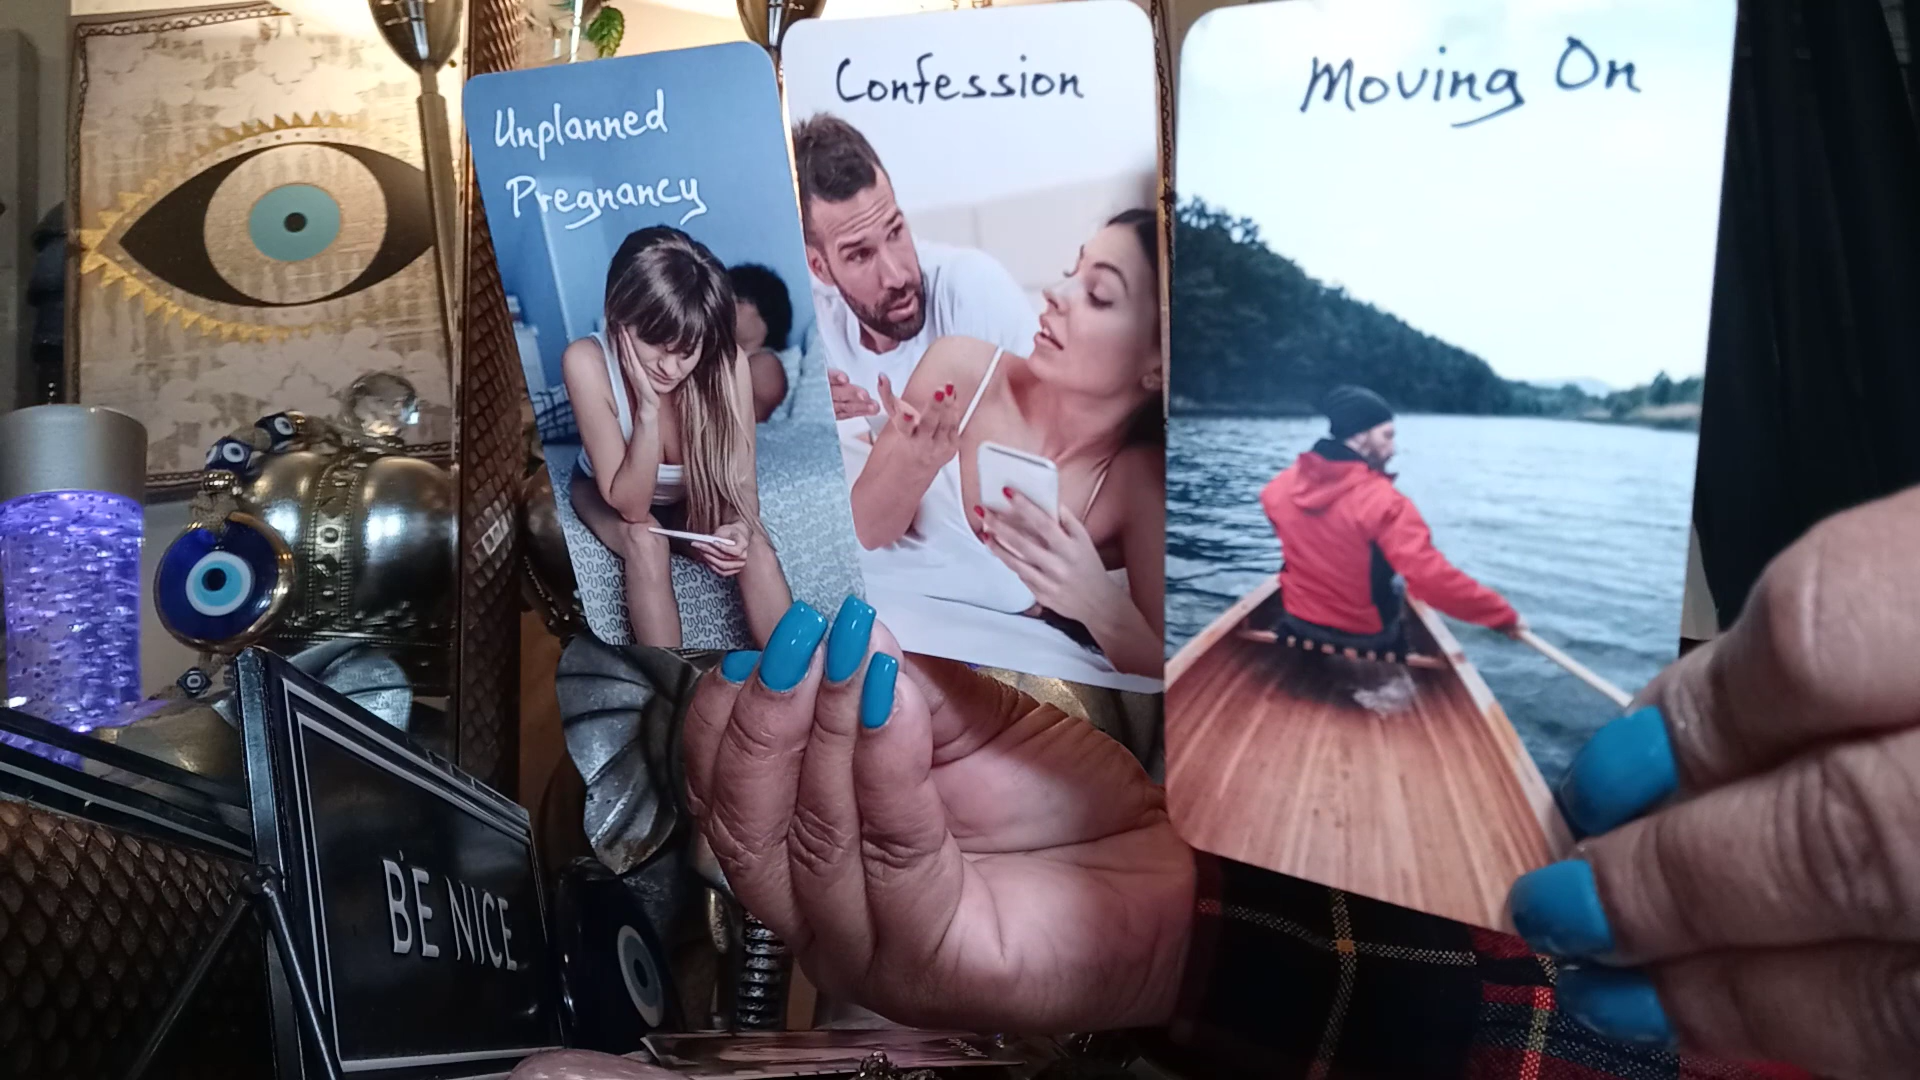 Unplanned
Pregnancy
Confession
Moving On
BE NICE